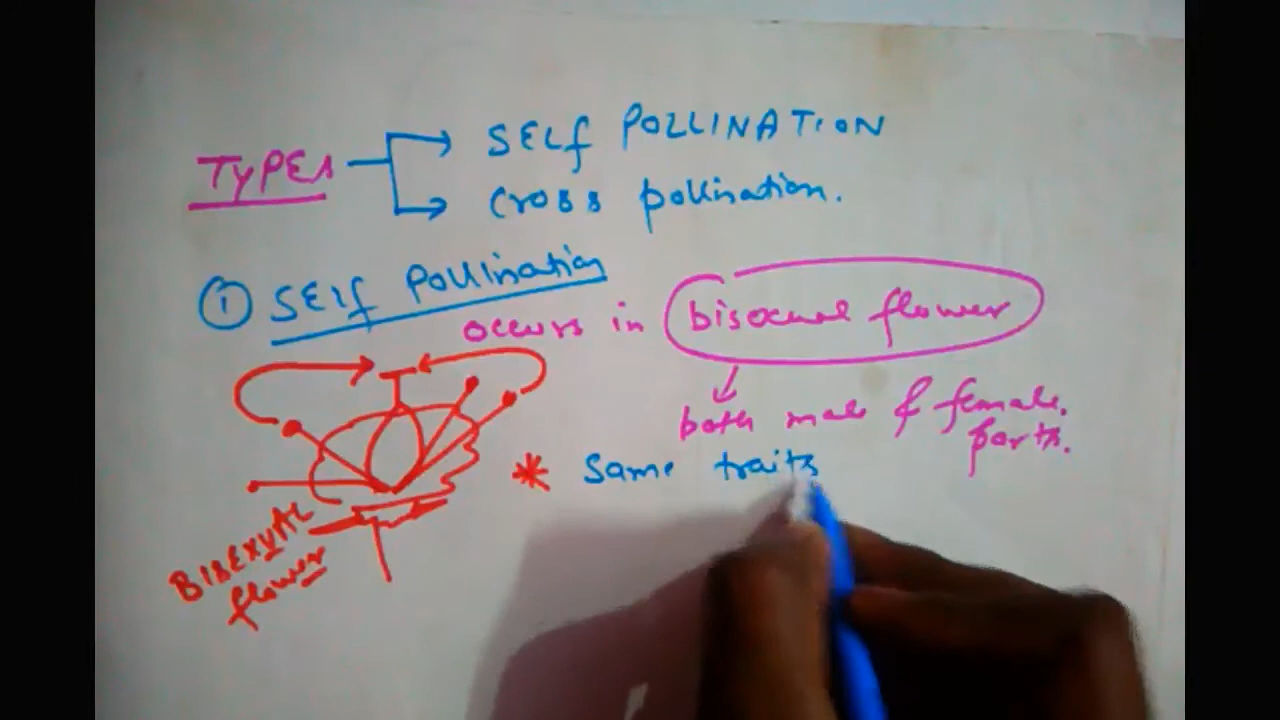 TYPES
SELF POLLINATION
Cross pollination.
① SELF Pollination
occurs in bisexual flower
both male & female.
parts.
* Same traits
BISEXUAL
flower